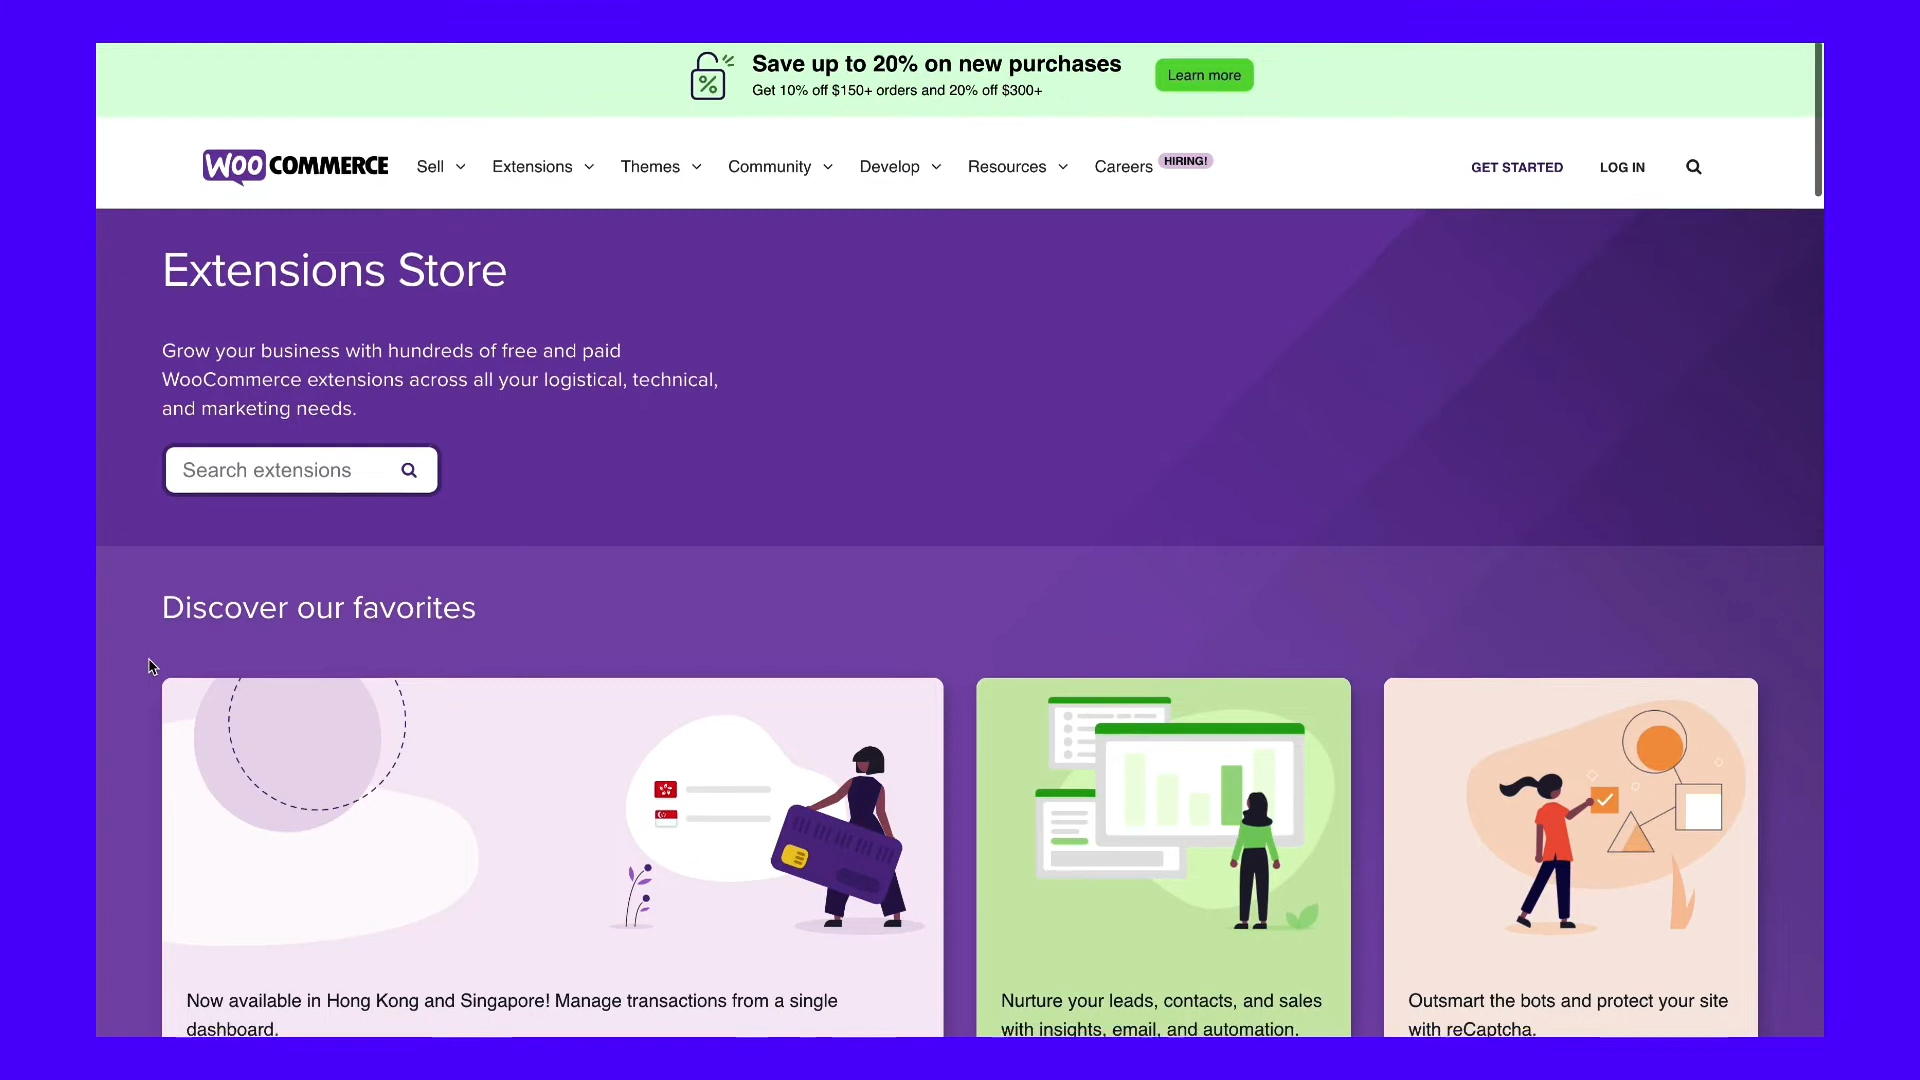 Save up to 20% on new purchases
Get 10% off $150+ orders and 20% off $300+
Learn more
WOO COMMERCE
Sell
Extensions
Themes
Community
Develop
Resources
Careers
HIRING!
GET STARTED
LOG IN
Extensions Store
Grow your business with hundreds of free and paid
WooCommerce extensions across all your logistical, technical,
and marketing needs.
Search extensions
Discover our favorites
Now available in Hong Kong and Singapore! Manage transactions from a single
dashboard.
Nurture your leads, contacts, and sales
with insights, email, and automation.
Outsmart the bots and protect your site
with reCaptcha.